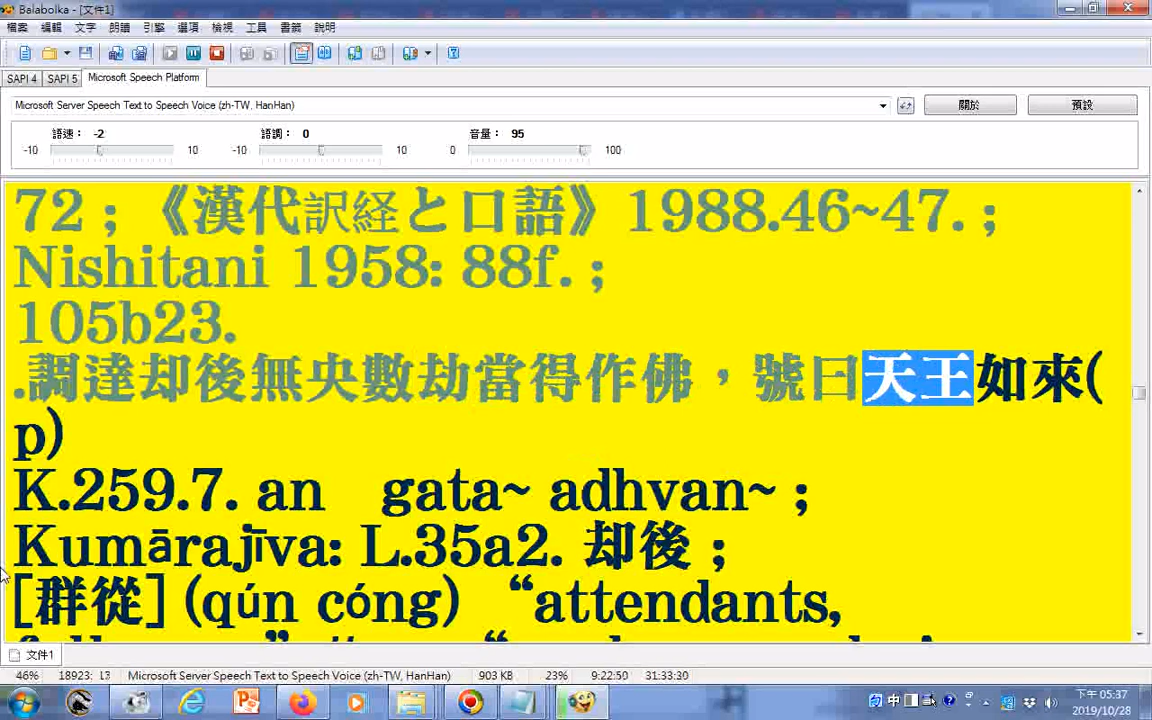 Balabolka - [文件1]
檔案 編輯 文字 朗讀 引擎 選項 檢視 工具 書籤 說明
SAPI 4 SAPI 5 Microsoft Speech Platform
Microsoft Server Speech Text to Speech Voice (zh-TW, HanHan) 關於 預設
語速： -2 語調： 0 音量： 95
-10 10 -10 10 0 100
72 ; 《漢代訳経と口語》1988.46~47. ;
Nishitani 1958: 88f. ;
105b23.
.調達却後無央數劫當得作佛，號曰天王如來(
p)
K.259.7. an gata~ adhvan~ ;
Kumārajīva: L.35a2. 却後 ;
[群從] (qún cóng) “attendants,
文件1
46% 18923: 13 Microsoft Server Speech Text to Speech Voice (zh-TW, HanHan) 903 KB 23% 9:22:50 31:33:30
中 下午 05:37
2019/10/28